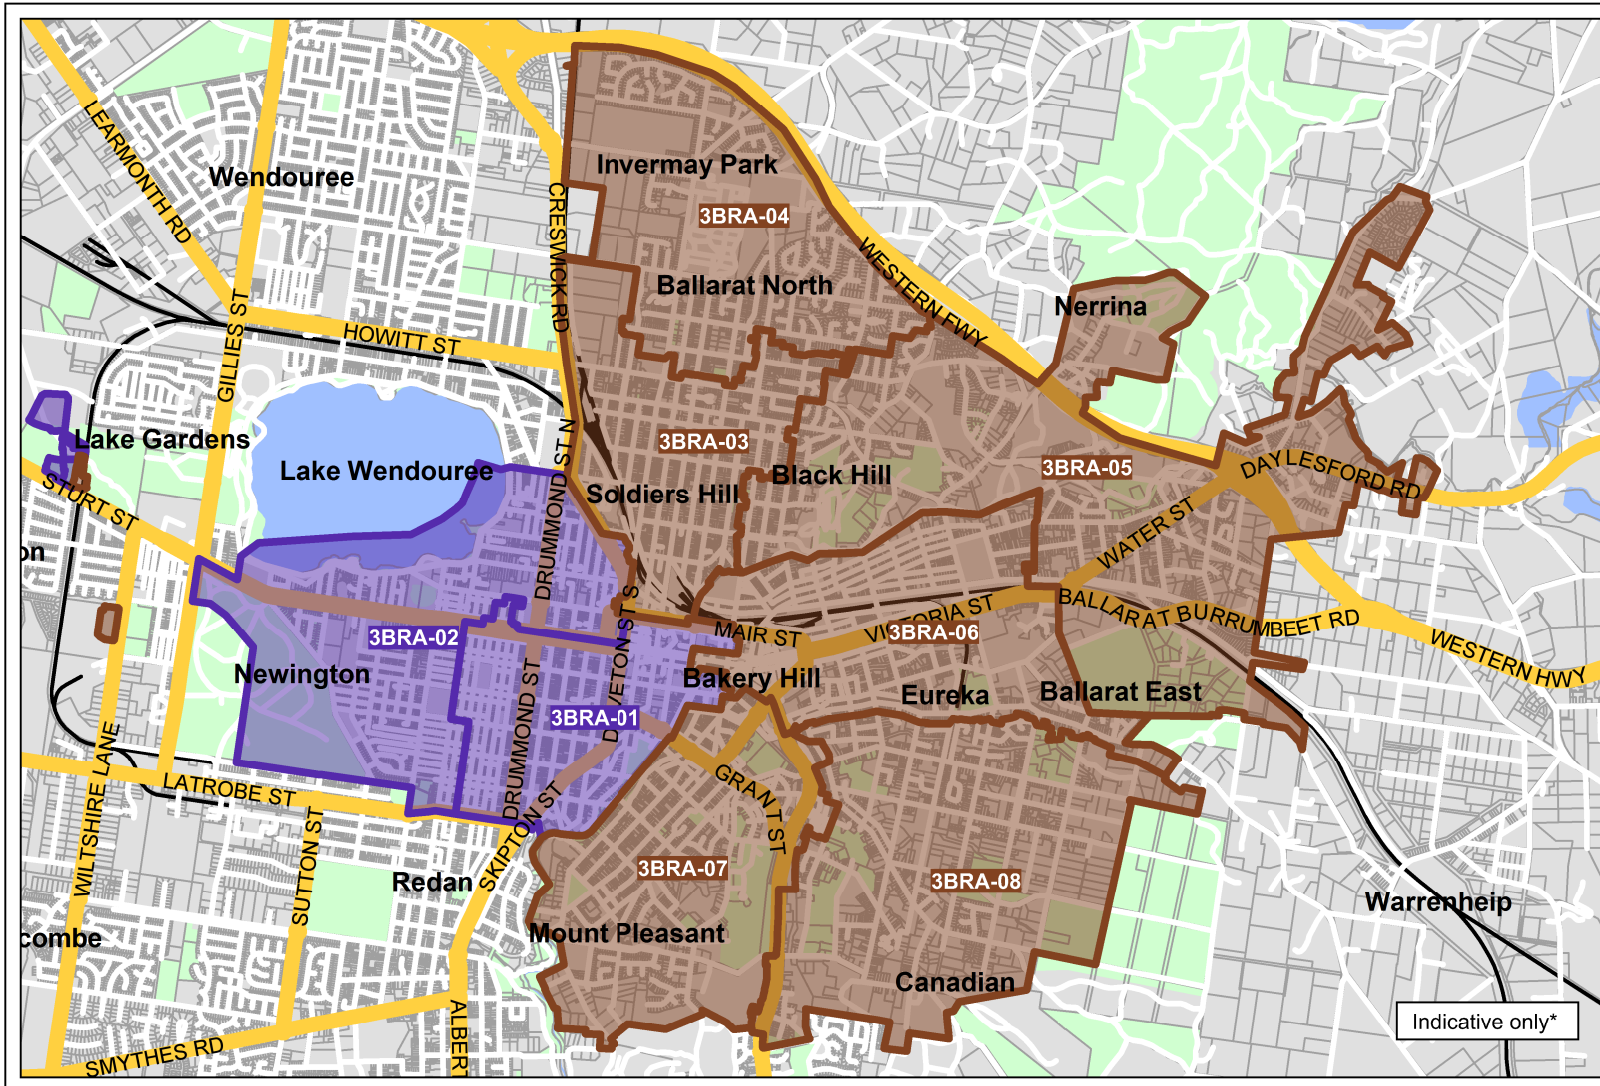 LEARMONTH RD
Wendouree
CRESWICK RD
Invermay Park
3BRA-04
WESTERN FWY
Ballarat North
Nerrina
GILLIES ST
HOWITT ST
Lake Gardens
Lake Wendouree
DRUMMOND ST N
3BRA-03
Soldiers Hill
Black Hill
3BRA-05
DAYLESFORD RD
STURT ST
on
WATER ST
3BRA-02
DOVETON ST S
MAIR ST
VICTORIA ST
3BRA-06
BALLARAT BURRUMBEET RD
WESTERN HWY
Newington
Bakery Hill
Eureka
Ballarat East
DRUMMOND ST
3BRA-01
WILTSHIRE LANE
LATROBE ST
SUTTON ST
SKIPTON ST
GRANT ST
3BRA-07
3BRA-08
Redan
Warrenheip
combe
Mount Pleasant
Canadian
ALBERT
SMYTHES RD
Indicative only*